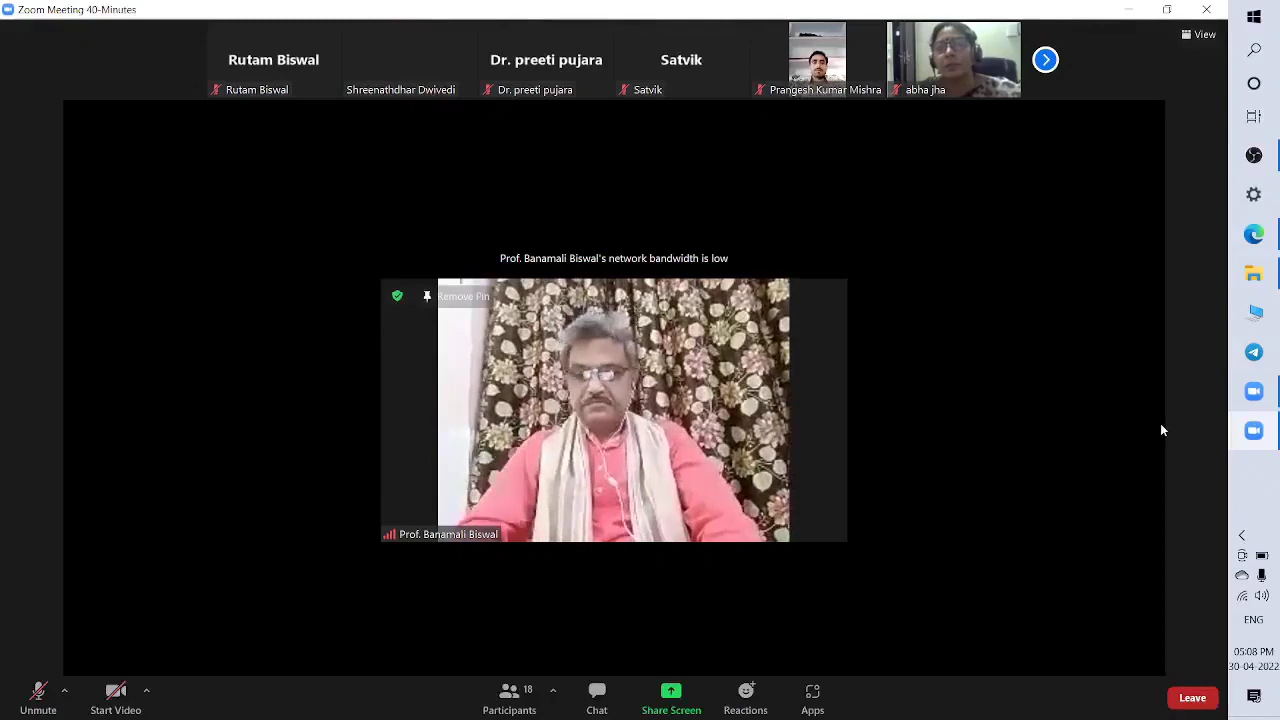 Zoom Meeting 40-Minutes
View
Rutam Biswal
Dr. preeti pujara
Satvik
Rutam Biswal
Shreenathdhar Dwivedi
Dr. preeti pujara
Satvik
Prangesh Kumar Mishra
abha jha
Prof. Banamali Biswal's network bandwidth is low
Remove Pin
Prof. Banamali Biswal
ENG
05:08 PM
30-04-2022
Unmute
Start Video
18
Participants
Chat
Share Screen
Reactions
Apps
Leave